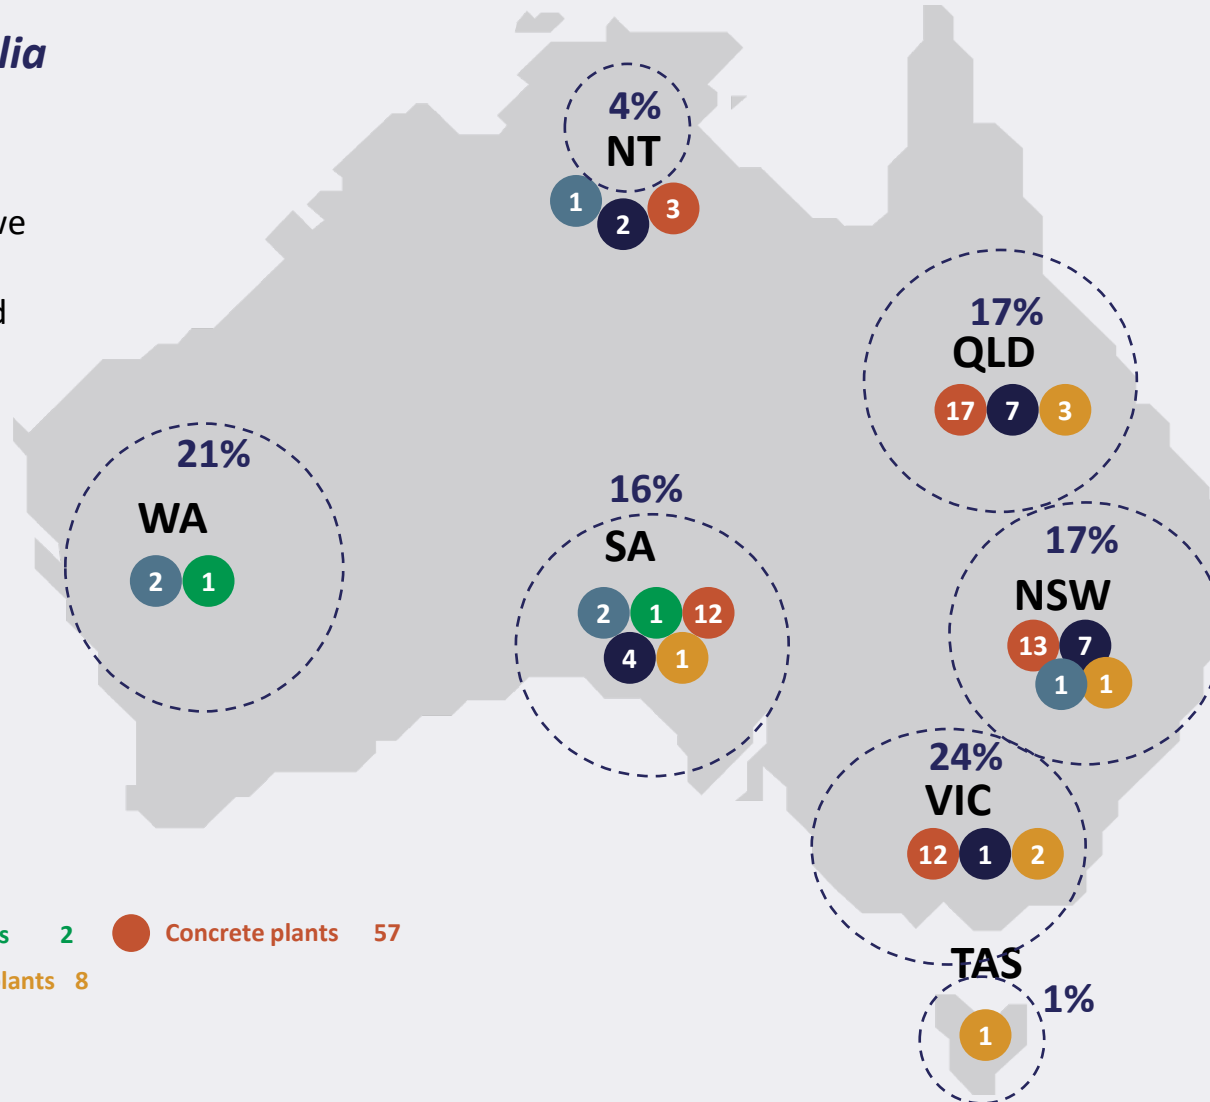 lia
ve
d
4%
NT
1 2 3
17%
QLD
17 7 3
21%
WA
2 1
16%
SA
2 1 12
4 1
17%
NSW
13 7
1 1
24%
VIC
12 1 2
s 2 Concrete plants 57
lants 8
TAS
1%
1